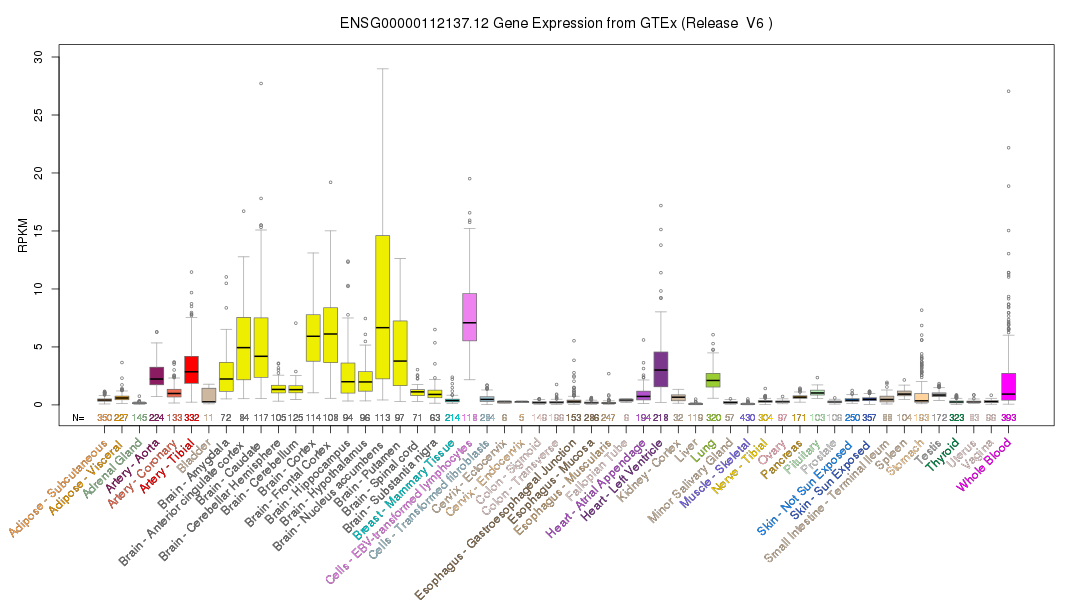 ENSG00000112137.12 Gene Expression from GTEx (Release V6 )
30
25
20
15
10
5
0
RPKM
N= 350 227 145 224 133 332 11 72 84 117 105 125 114 108 94 96 113 97 71 63 214 118 284 6 5 149 196 153 286 247 6 194 218 32 119 320 57 430 304 97 171 103 106 250 357 88 104 193 172 323 83 96 393
Adipose - Subcutaneous
Adipose - Visceral
Adrenal Gland
Artery - Aorta
Artery - Coronary
Artery - Tibial
Bladder
Brain - Amygdala
Brain - Anterior cingulate cortex
Brain - Caudate
Brain - Cerebellar Hemisphere
Brain - Cerebellum
Brain - Cortex
Brain - Frontal Cortex
Brain - Hippocampus
Brain - Hypothalamus
Brain - Nucleus accumbens
Brain - Putamen
Brain - Spinal cord
Brain - Substantia nigra
Breast - Mammary Tissue
Cells - EBV-transformed lymphocytes
Cells - Transformed fibroblasts
Cervix - Ectocervix
Cervix - Endocervix
Colon - Sigmoid
Colon - Transverse
Esophagus - Gastroesophageal Junction
Esophagus - Mucosa
Esophagus - Muscularis
Fallopian Tube
Heart - Atrial Appendage
Heart - Left Ventricle
Kidney - Cortex
Liver
Lung
Minor Salivary Gland
Muscle - Skeletal
Nerve - Tibial
Ovary
Pancreas
Pituitary
Prostate
Skin - Not Sun Exposed
Skin - Sun Exposed
Small Intestine - Terminal Ileum
Spleen
Stomach
Testis
Thyroid
Uterus
Vagina
Whole Blood